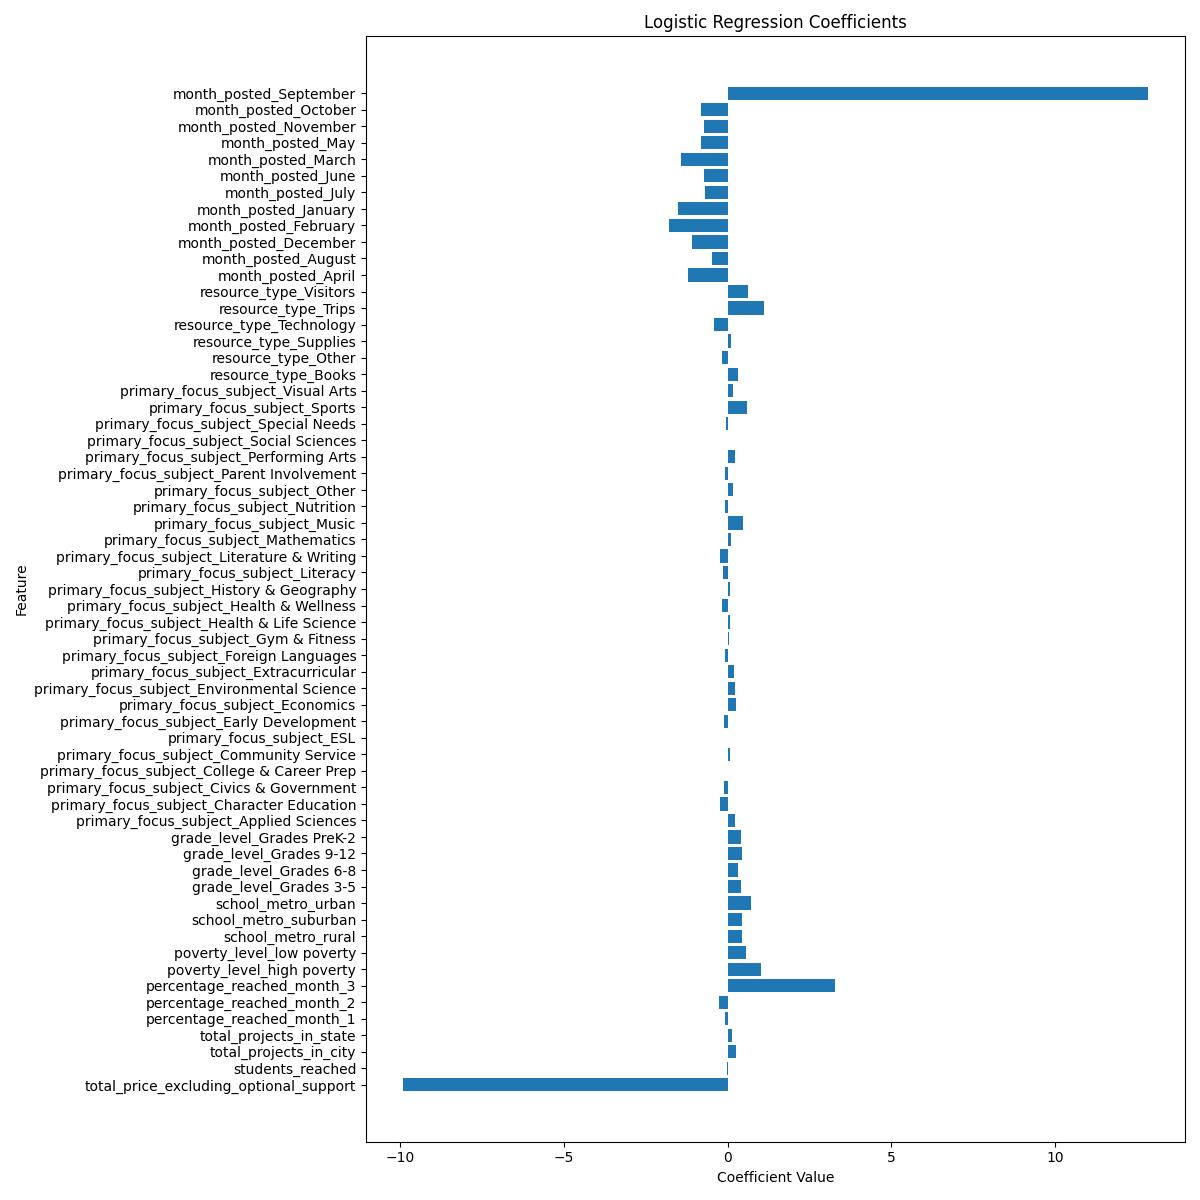 Logistic Regression Coefficients
month_posted_September
month_posted_October
month_posted_November
month_posted_May
month_posted_March
month_posted_June
month_posted_July
month_posted_January
month_posted_February
month_posted_December
month_posted_August
month_posted_April
resource_type_Visitors
resource_type_Trips
resource_type_Technology
resource_type_Supplies
resource_type_Other
resource_type_Books
primary_focus_subject_Visual Arts
primary_focus_subject_Sports
primary_focus_subject_Special Needs
primary_focus_subject_Social Sciences
primary_focus_subject_Performing Arts
primary_focus_subject_Parent Involvement
primary_focus_subject_Other
primary_focus_subject_Nutrition
primary_focus_subject_Music
primary_focus_subject_Mathematics
primary_focus_subject_Literature & Writing
primary_focus_subject_Literacy
primary_focus_subject_History & Geography
primary_focus_subject_Health & Wellness
primary_focus_subject_Health & Life Science
primary_focus_subject_Gym & Fitness
primary_focus_subject_Foreign Languages
primary_focus_subject_Extracurricular
primary_focus_subject_Environmental Science
primary_focus_subject_Economics
primary_focus_subject_Early Development
primary_focus_subject_ESL
primary_focus_subject_Community Service
primary_focus_subject_College & Career Prep
primary_focus_subject_Civics & Government
primary_focus_subject_Character Education
primary_focus_subject_Applied Sciences
grade_level_Grades PreK-2
grade_level_Grades 9-12
grade_level_Grades 6-8
grade_level_Grades 3-5
school_metro_urban
school_metro_suburban
school_metro_rural
poverty_level_low poverty
poverty_level_high poverty
percentage_reached_month_3
percentage_reached_month_2
percentage_reached_month_1
total_projects_in_state
total_projects_in_city
students_reached
total_price_excluding_optional_support
Feature
−10 −5 0 5 10
Coefficient Value